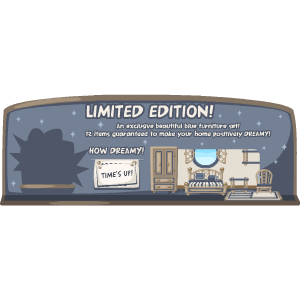 LIMITED EDITION!
An exclusive beautiful blue furniture set!
12 items guaranteed to make your home positively DREAMY!
HOW DREAMY!
TIME'S UP!